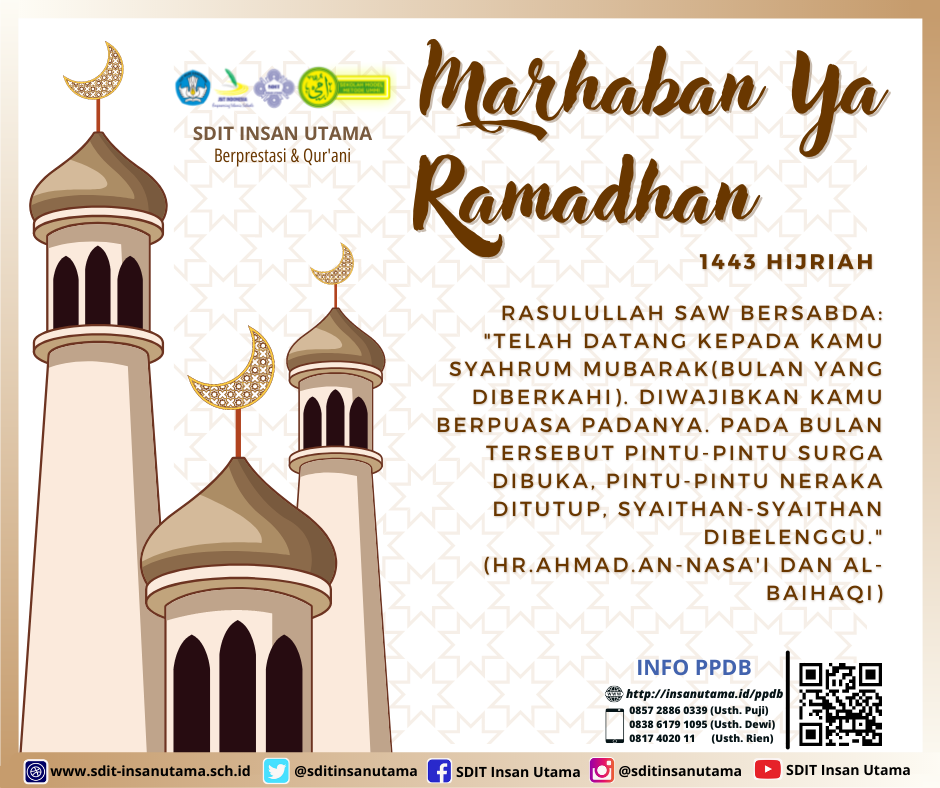 SDIT INSAN UTAMA
Berprestasi & Qur'ani
Marhaban Ya
Ramadhan
1443 HIJRIAH
RASULULLAH SAW BERSABDA:
"TELAH DATANG KEPADA KAMU
SYAHRUM MUBARAK(BULAN YANG
DIBERKAHI). DIWAJIBKAN KAMU
BERPUASA PADANYA. PADA BULAN
TERSEBUT PINTU-PINTU SURGA
DIBUKA, PINTU-PINTU NERAKA
DITUTUP, SYAITHAN-SYAITHAN
DIBELENGGU."
(HR.AHMAD.AN-NASA'I DAN AL-
BAIHAQI)
INFO PPDB
http://insanutama.id/ppdb
0857 2886 0339 (Usth. Puji)
0838 6179 1095 (Usth. Dewi)
0817 4020 11 (Usth. Rien)
www.sdit-insanutama.sch.id @sditinsanutama SDIT Insan Utama @sditinsanutama SDIT Insan Utama